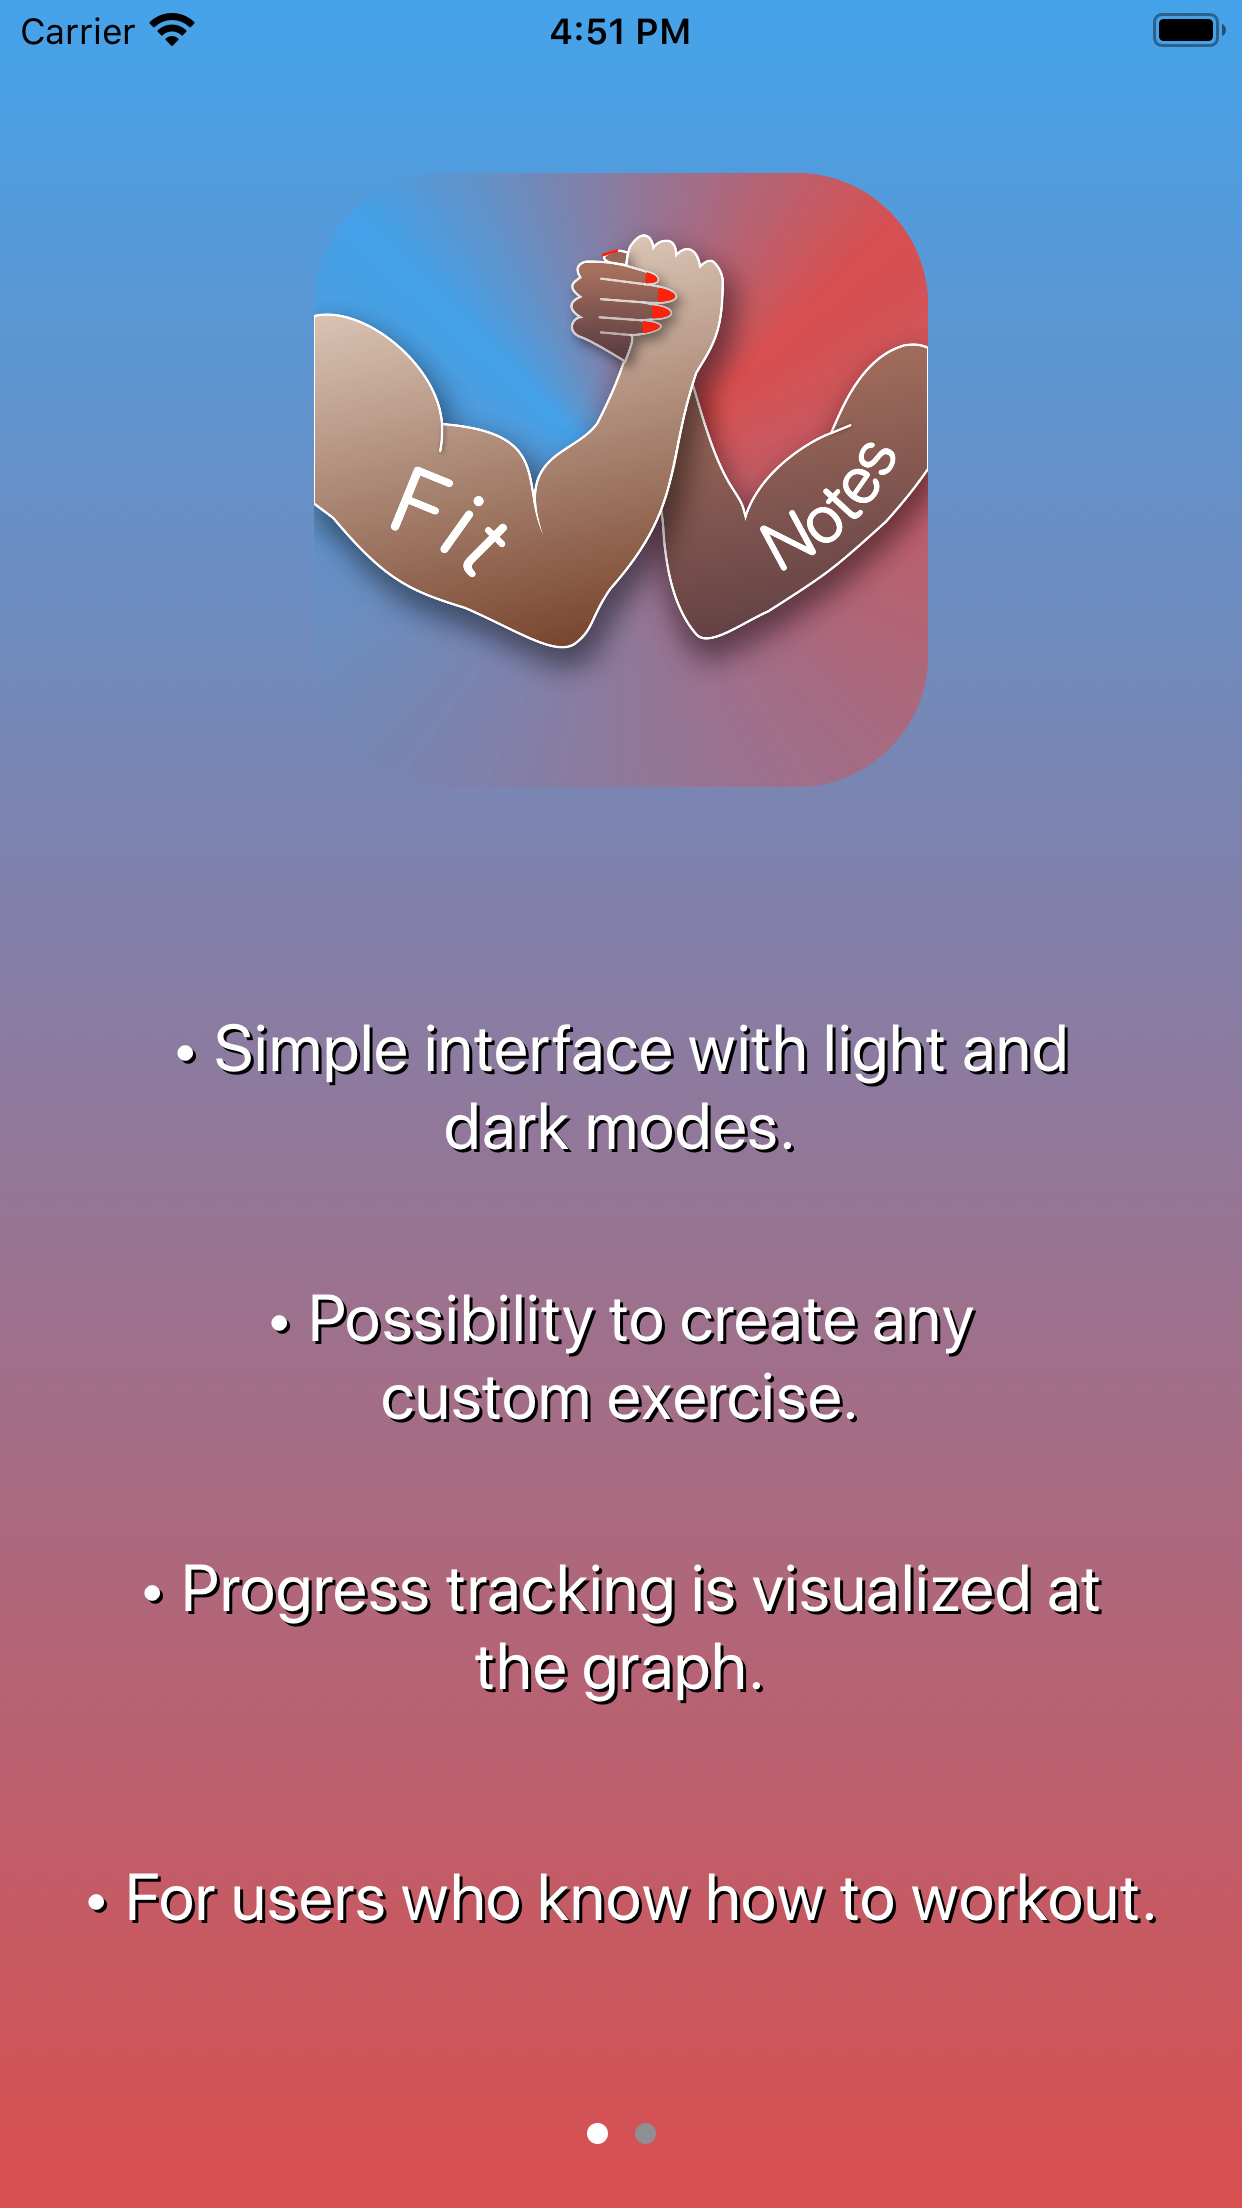 Carrier 4:51 PM
Fit
Notes
• Simple interface with light and
dark modes.
• Possibility to create any
custom exercise.
• Progress tracking is visualized at
the graph.
• For users who know how to workout.